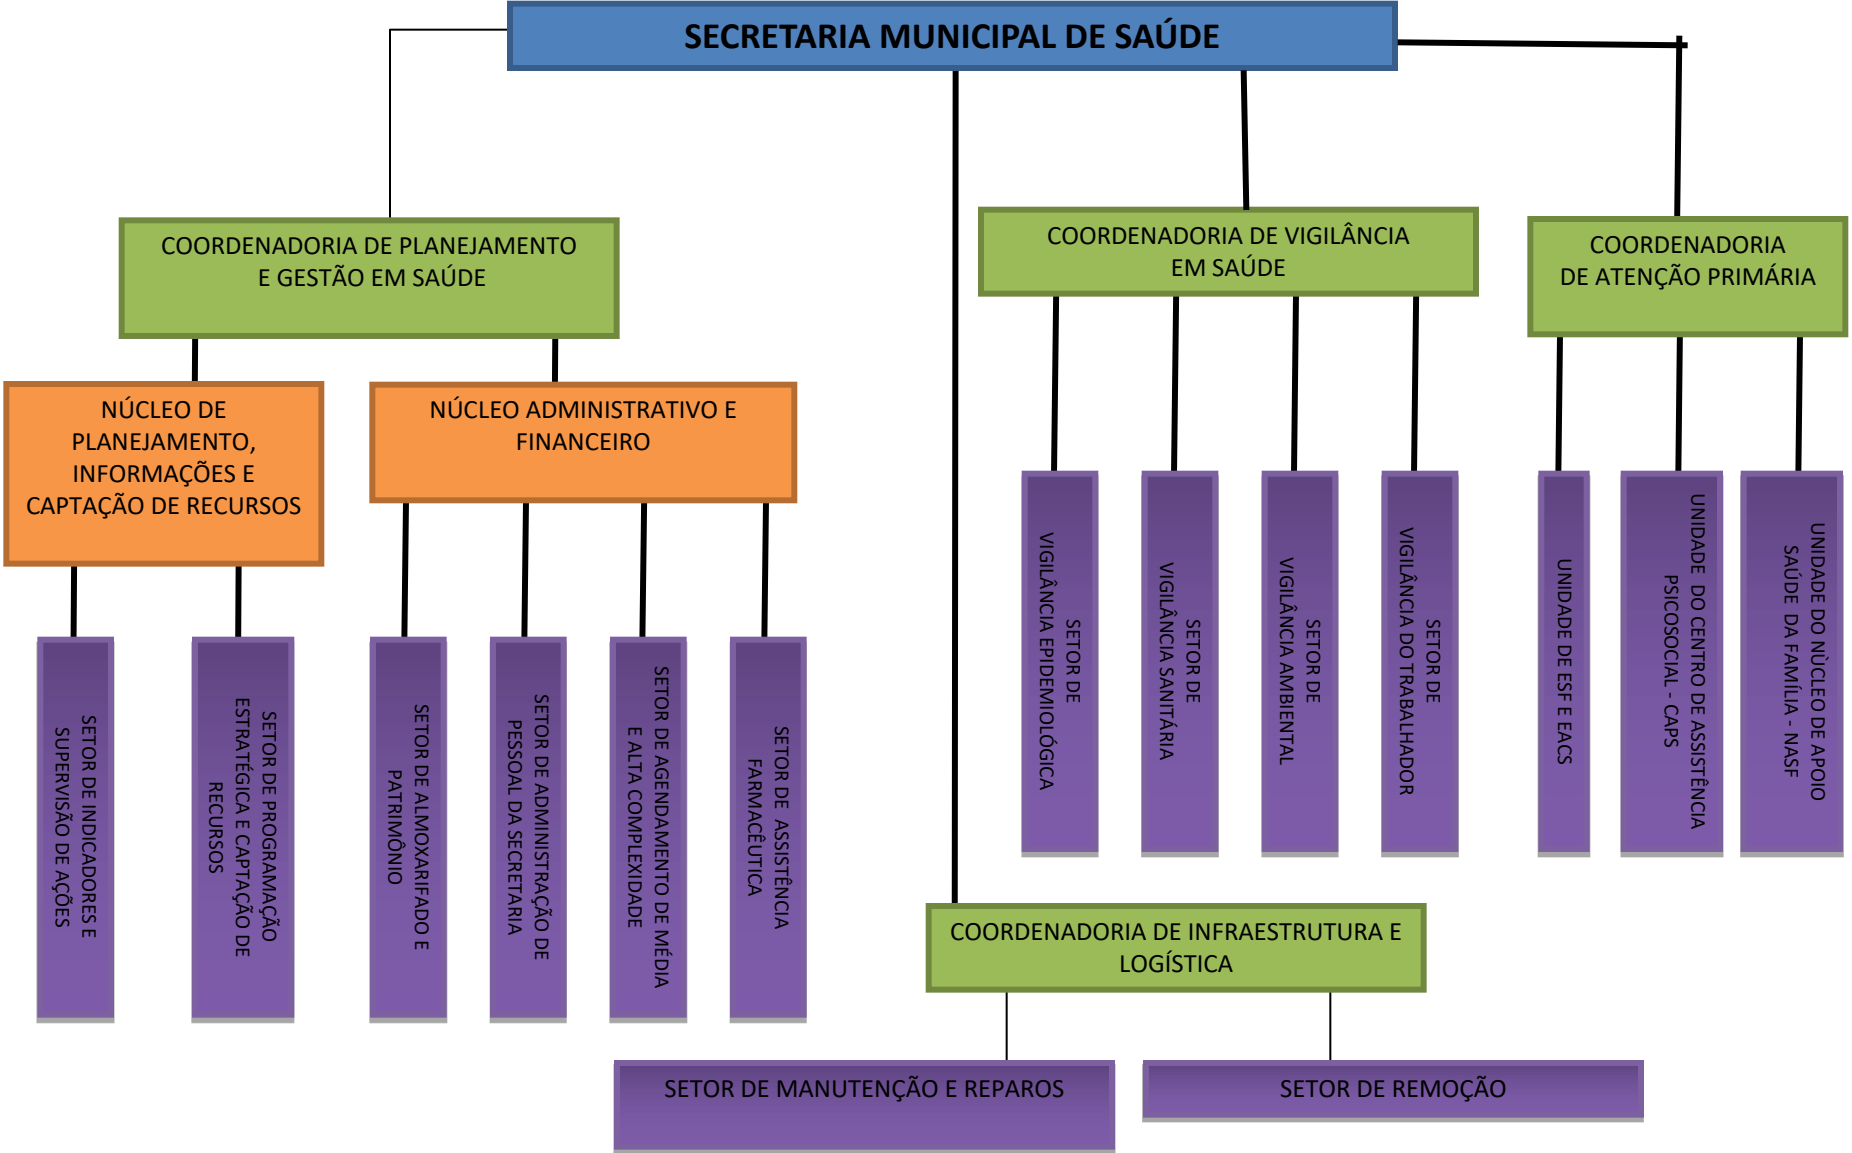 SECRETARIA MUNICIPAL DE SAÚDE
COORDENADORIA DE PLANEJAMENTO
E GESTÃO EM SAÚDE
COORDENADORIA DE VIGILÂNCIA
EM SAÚDE
COORDENADORIA
DE ATENÇÃO PRIMÁRIA
NÚCLEO DE
PLANEJAMENTO,
INFORMAÇÕES E
CAPTAÇÃO DE RECURSOS
NÚCLEO ADMINISTRATIVO E
FINANCEIRO
SETOR DE INDICADORES E
SUPERVISÃO DE AÇÕES
SETOR DE PROGRAMAÇÃO
ESTRATÉGICA E CAPTAÇÃO DE
RECURSOS
SETOR DE ALMOXARIFADO E
PATRIMÔNIO
SETOR DE ADMINISTRAÇÃO DE
PESSOAL DA SECRETARIA
SETOR DE AGENDAMENTO DE MÉDIA
E ALTA COMPLEXIDADE
SETOR DE ASSISTÊNCIA
FARMACÊUTICA
SETOR DE
VIGILÂNCIA EPIDEMIOLÓGICA
SETOR DE
VIGILÂNCIA SANITÁRIA
SETOR DE
VIGILÂNCIA AMBIENTAL
SETOR DE
VIGILÂNCIA DO TRABALHADOR
UNIDADE DE ESF E EACS
UNIDADE DO CENTRO DE ASSISTÊNCIA
PSICOSOCIAL - CAPS
UNIDADE DO NÙCLEO DE APOIO
SAÚDE DA FAMÍLIA - NASF
COORDENADORIA DE INFRAESTRUTURA E
LOGÍSTICA
SETOR DE MANUTENÇÃO E REPAROS
SETOR DE REMOÇÃO